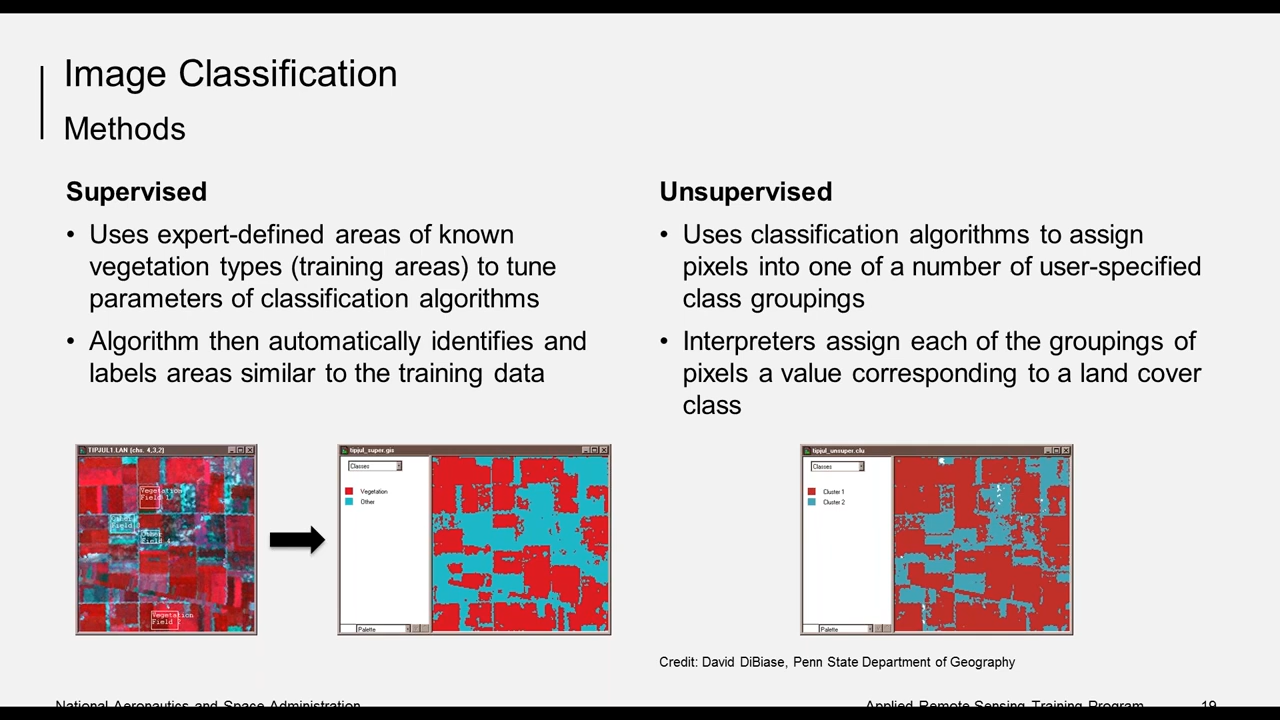 Image Classification
Methods
Supervised
• Uses expert-defined areas of known
vegetation types (training areas) to tune
parameters of classification algorithms
• Algorithm then automatically identifies and
labels areas similar to the training data
Unsupervised
• Uses classification algorithms to assign
pixels into one of a number of user-specified
class groupings
• Interpreters assign each of the groupings of
pixels a value corresponding to a land cover
class
TIPJUL1.LAN (chs. 4,3,2)
Vegetation
Field 1
Other
Field
Other
Field
Vegetation
Field
tipjul_super.gis
Classes
Vegetation
Other
Palette
tipjul_unsuper.clu
Classes
Cluster 1
Cluster 2
Palette
Credit: David DiBiase, Penn State Department of Geography
National Aeronautics and Space Administration
Applied Remote Sensing Training Program
19